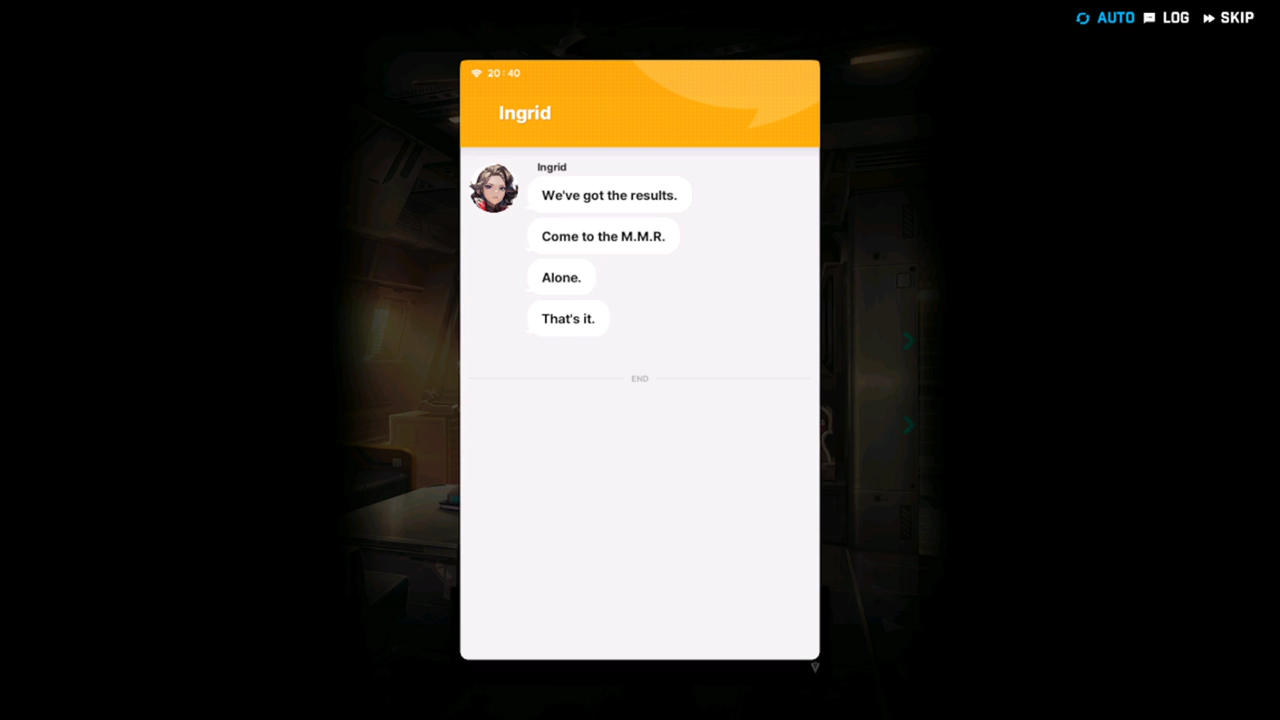 AUTO LOG SKIP
20:40
Ingrid
Ingrid
We've got the results.
Come to the M.M.R.
Alone.
That's it.
END